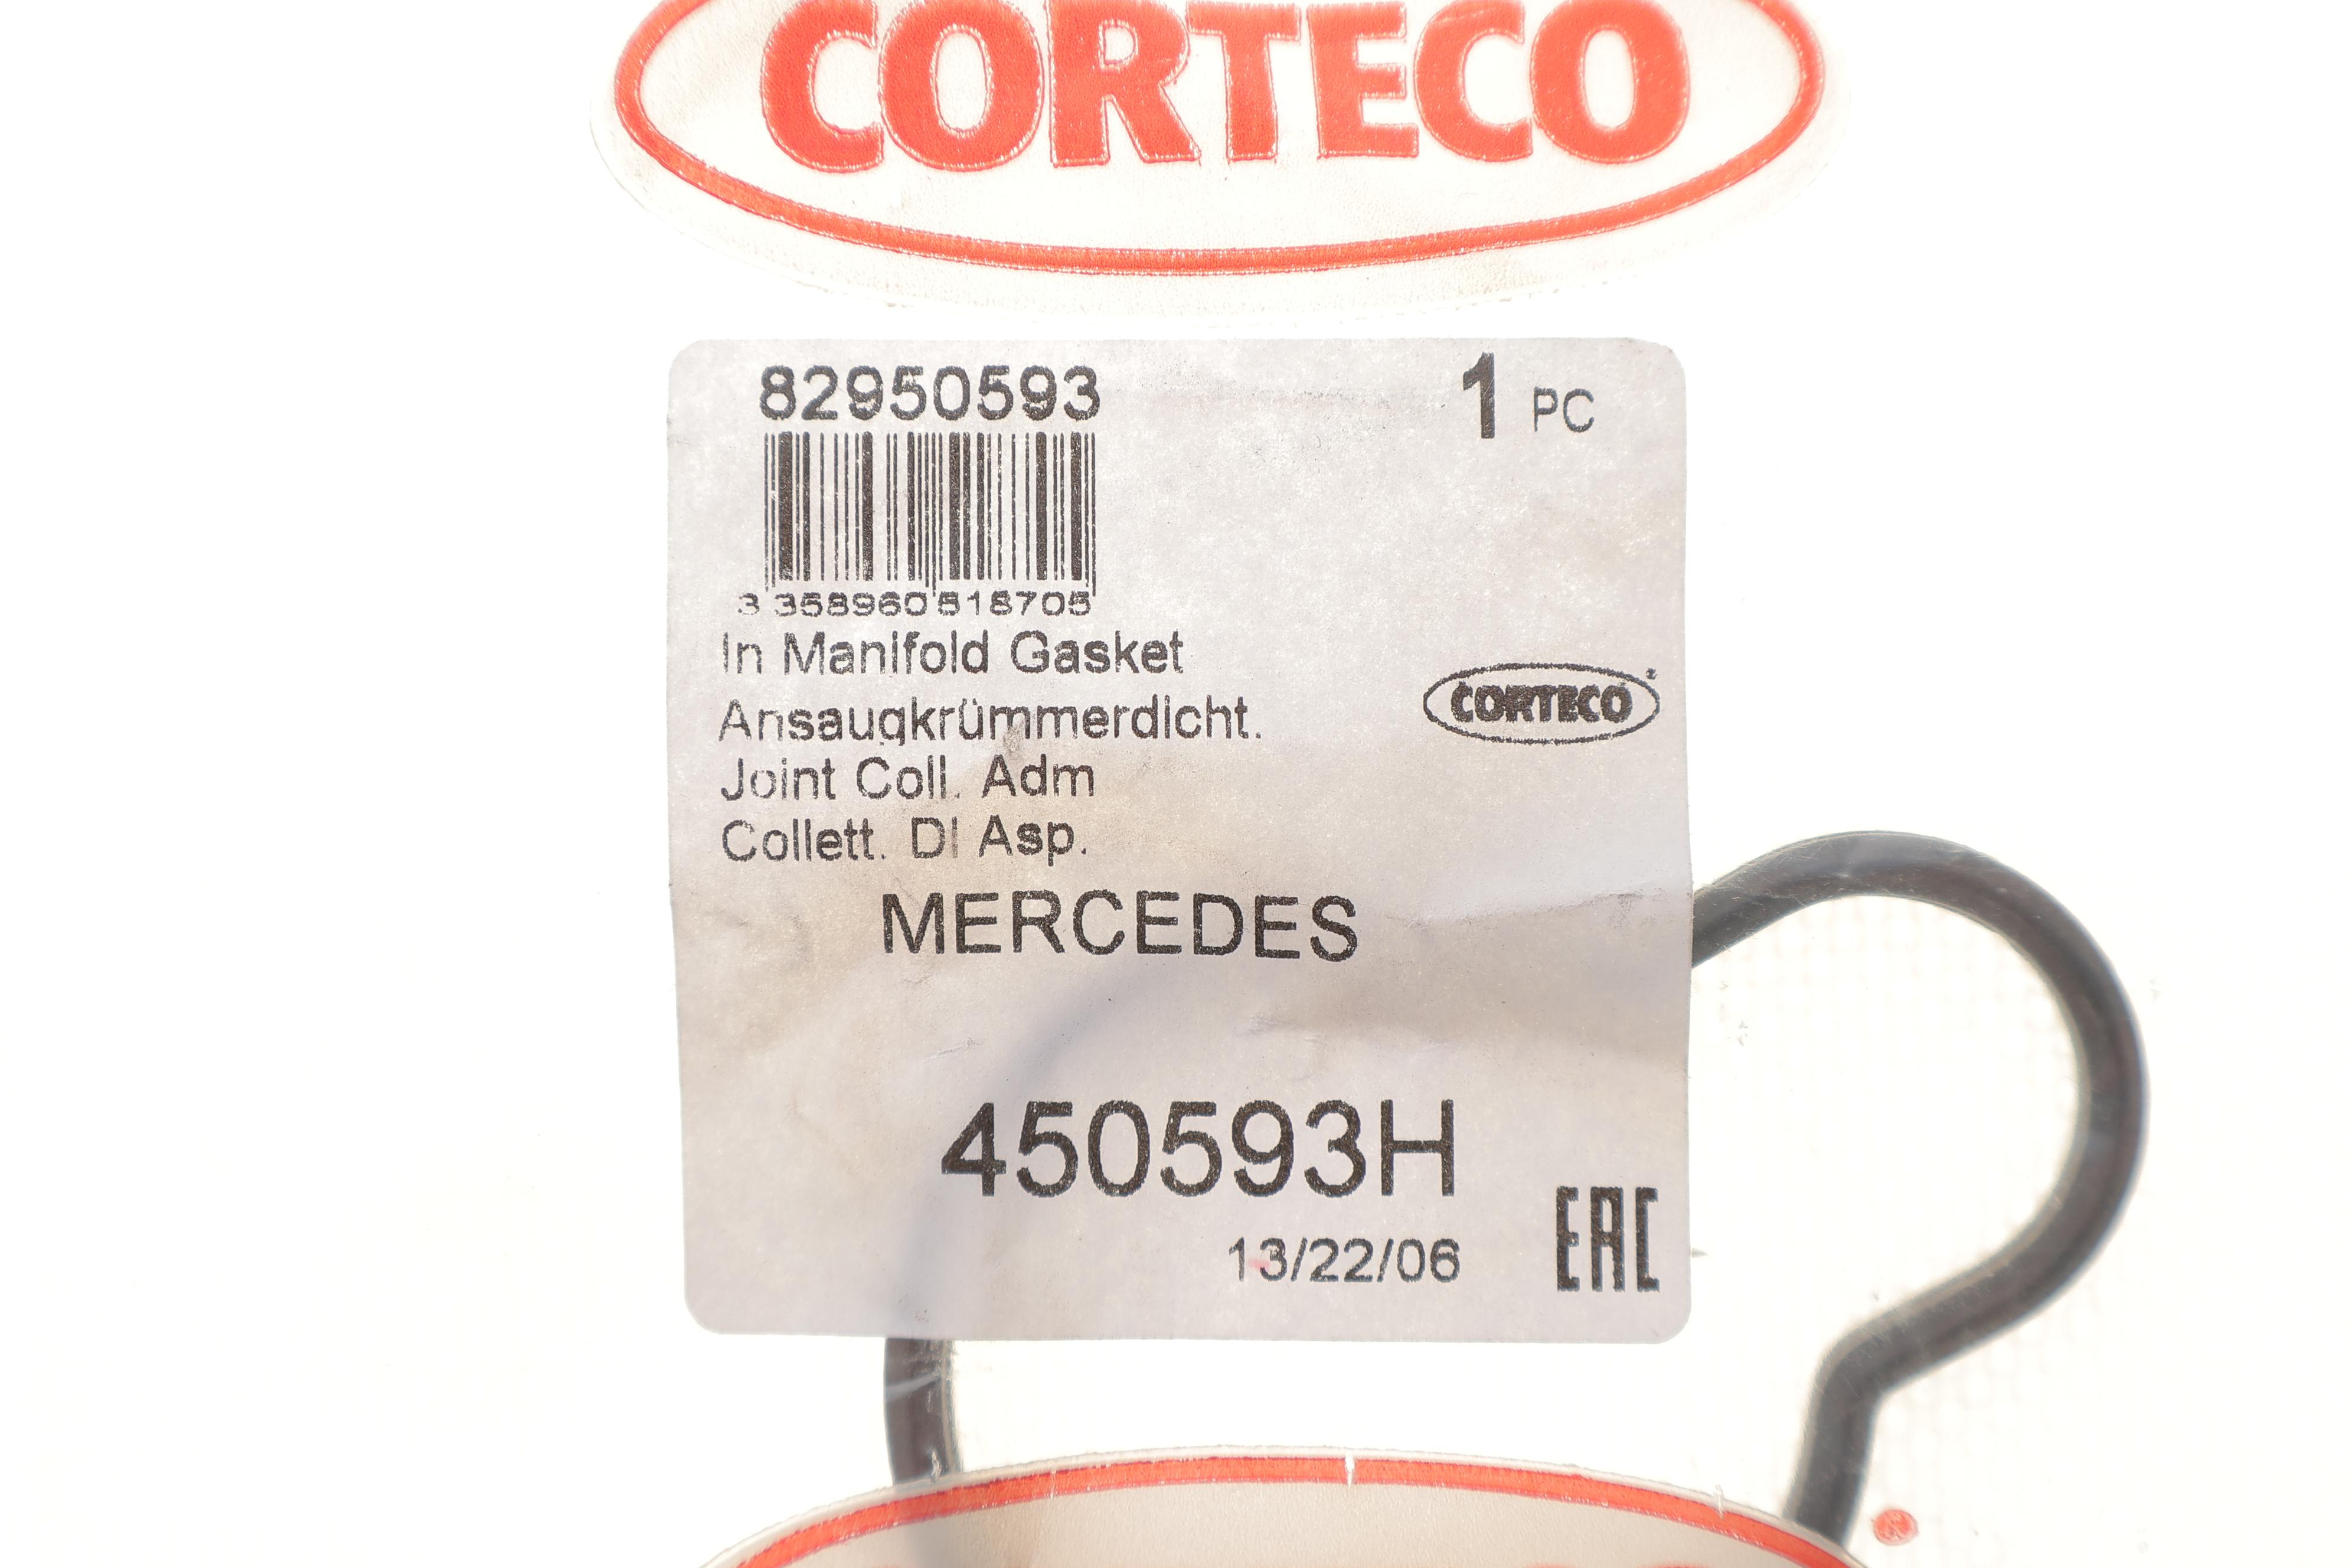 CORTECO
82950593
1 PC
3 358960 518705
In Manifold Gasket
Ansaugkrümmerdicht.
CORTECO
Joint Coll. Adm
Collett. Di Asp.
MERCEDES
450593H
13/22/06
EAC